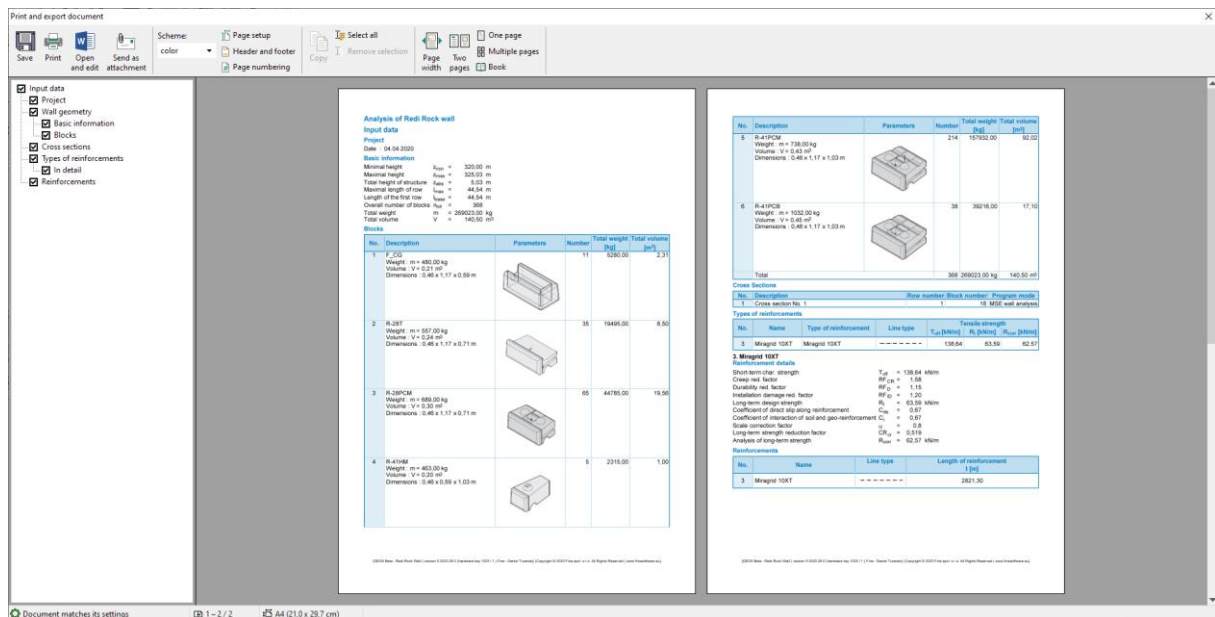 Print and export document
Save
Print
Open and edit
Send as attachment
Scheme:
color
Page setup
Header and footer
Page numbering
Copy
Select all
Remove selection
Page width
Two pages
One page
Multiple pages
Book
Input data
Project
Wall geometry
Basic information
Blocks
Cross sections
Types of reinforcements
In detail
Reinforcements
Analysis of Redi Rock wall
Input data
Project
Date : 04.04.2020
Basic information
Minimal height zmin = 320,00 m
Maximal height zmax = 325,03 m
Total height of structure zabs = 5,03 m
Maximal length of row lmax = 44,54 m
Length of the first row lbase = 44,54 m
Overall number of blocks ntot = 368
Total weight m = 269023,00 kg
Total volume V = 140,50 m³
Blocks
No. Description Parameters Number Total weight [kg] Total volume [m³]
1 F_CG 11 5280,00 2,31
Weight : m = 480,00 kg
Volume : V = 0,21 m³
Dimensions : 0,46 x 1,17 x 0,59 m
2 R-28T 35 19495,00 8,50
Weight : m = 557,00 kg
Volume : V = 0,24 m³
Dimensions : 0,46 x 1,17 x 0,71 m
3 R-28PCM 65 44785,00 19,56
Weight : m = 689,00 kg
Volume : V = 0,30 m³
Dimensions : 0,46 x 1,17 x 0,71 m
4 R-41HM 5 2315,00 1,00
Weight : m = 463,00 kg
Volume : V = 0,20 m³
Dimensions : 0,46 x 0,59 x 1,03 m
No. Description Parameters Number Total weight [kg] Total volume [m³]
5 R-41PCM 214 157932,00 92,02
Weight : m = 738,00 kg
Volume : V = 0,43 m³
Dimensions : 0,46 x 1,17 x 1,03 m
6 R-41PCB 38 39216,00 17,10
Weight : m = 1032,00 kg
Volume : V = 0,45 m³
Dimensions : 0,46 x 1,17 x 1,03 m
Total 368 269023,00 kg 140,50 m³
Cross Sections
No. Description Row number Block number Program mode
1 Cross section No. 1 1 18 MSE wall analysis
Types of reinforcements
No. Name Type of reinforcement Line type Tensile strength
Tult [kN/m] Rt [kN/m] Rcon [kN/m]
3 Miragrid 10XT Miragrid 10XT 138,64 63,59 62,57
3. Miragrid 10XT
Reinforcement details
Short-term char. strength Tult = 138,64 kN/m
Creep red. factor RFCR = 1,58
Durability red. factor RFD = 1,15
Installation damage red. factor RFID = 1,20
Long-term design strength Rt = 63,59 kN/m
Coefficient of direct slip along reinforcement Cds = 0,67
Coefficient of interaction of soil and geo-reinforcement Ci = 0,67
Scale correction factor α = 0,8
Long-term strength reduction factor = 0,519
Analysis of long-term strength Rcon = 62,57 kN/m
Reinforcements
No. Name Line type Length of reinforcement
l [m]
3 Miragrid 10XT 2821,30
Document matches its settings
1 – 2 / 2
A4 (21.0 x 29.7 cm)